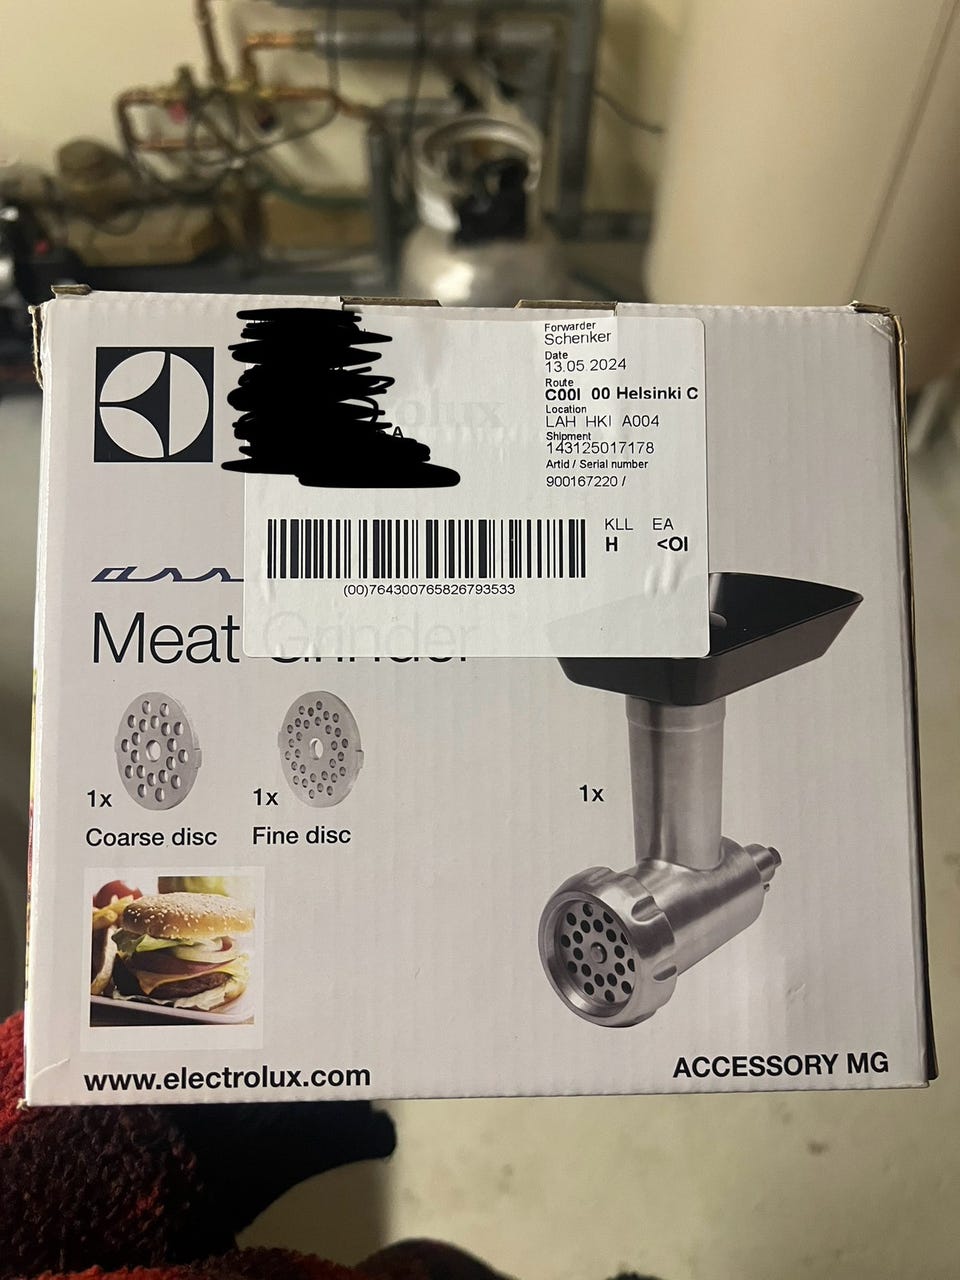 Forwarder
Schenker
Date
13.05.2024
Route
C00I 00 Helsinki C
Location
LAH HKI A004
Shipment
143125017178
Artid / Serial number
900167220 /
A
KLL EA
H <OI
(00)764300765826793533
ass
Meat Grinder
1x
Coarse disc
1x
Fine disc
1x
www.electrolux.com
ACCESSORY MG